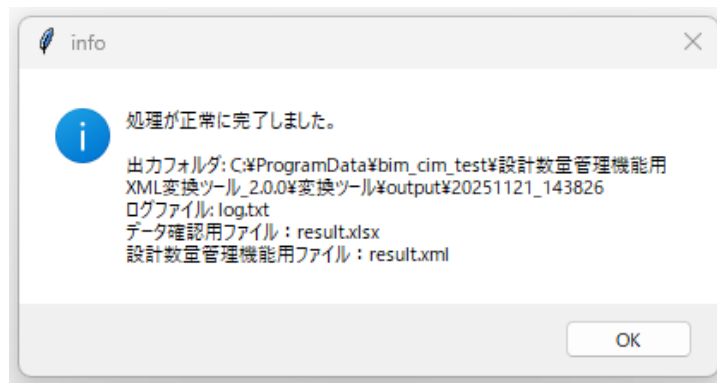 info
処理が正常に完了しました。
出力フォルダ: C:¥ProgramData¥bim_cim_test¥設計数量管理機能用
XML変換ツール_2.0.0¥変換ツール¥output¥20251121_143826
ログファイル: log.txt
データ確認用ファイル：result.xlsx
設計数量管理機能用ファイル：result.xml
OK